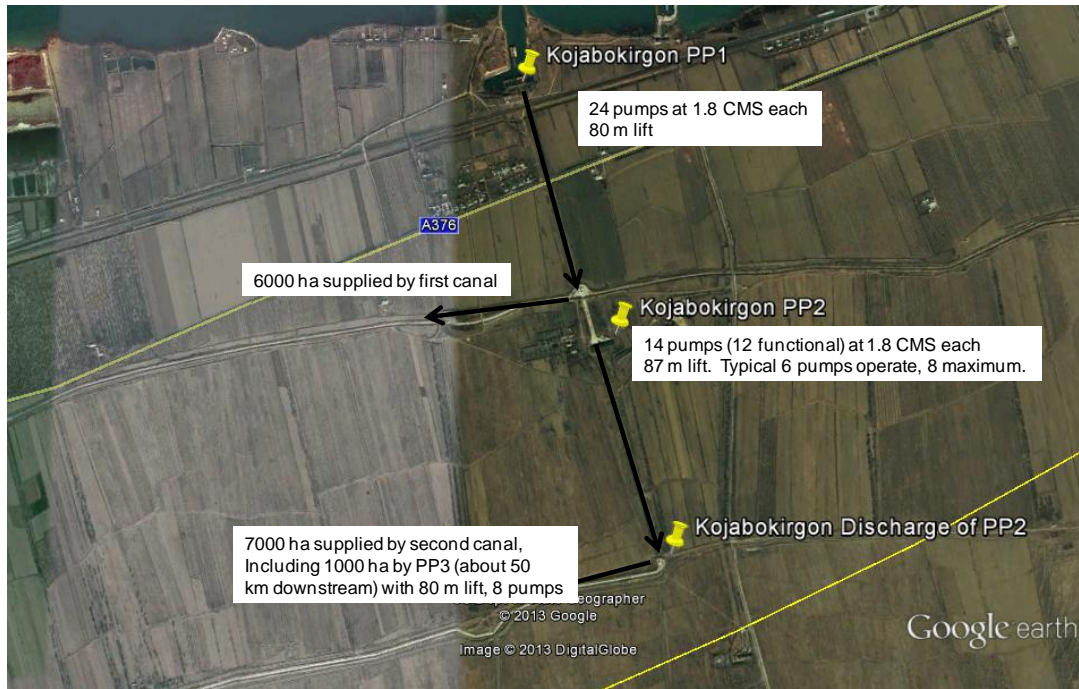 Kojabokirgon PP1
24 pumps at 1.8 CMS each
80 m lift
A376
6000 ha supplied by first canal
Kojabokirgon PP2
14 pumps (12 functional) at 1.8 CMS each
87 m lift. Typical 6 pumps operate, 8 maximum.
Kojabokirgon Discharge of PP2
7000 ha supplied by second canal,
Including 1000 ha by PP3 (about 50
km downstream) with 80 m lift, 8 pumps
eographer
© 2013 Google
Image © 2013 DigitalGlobe
Google earth